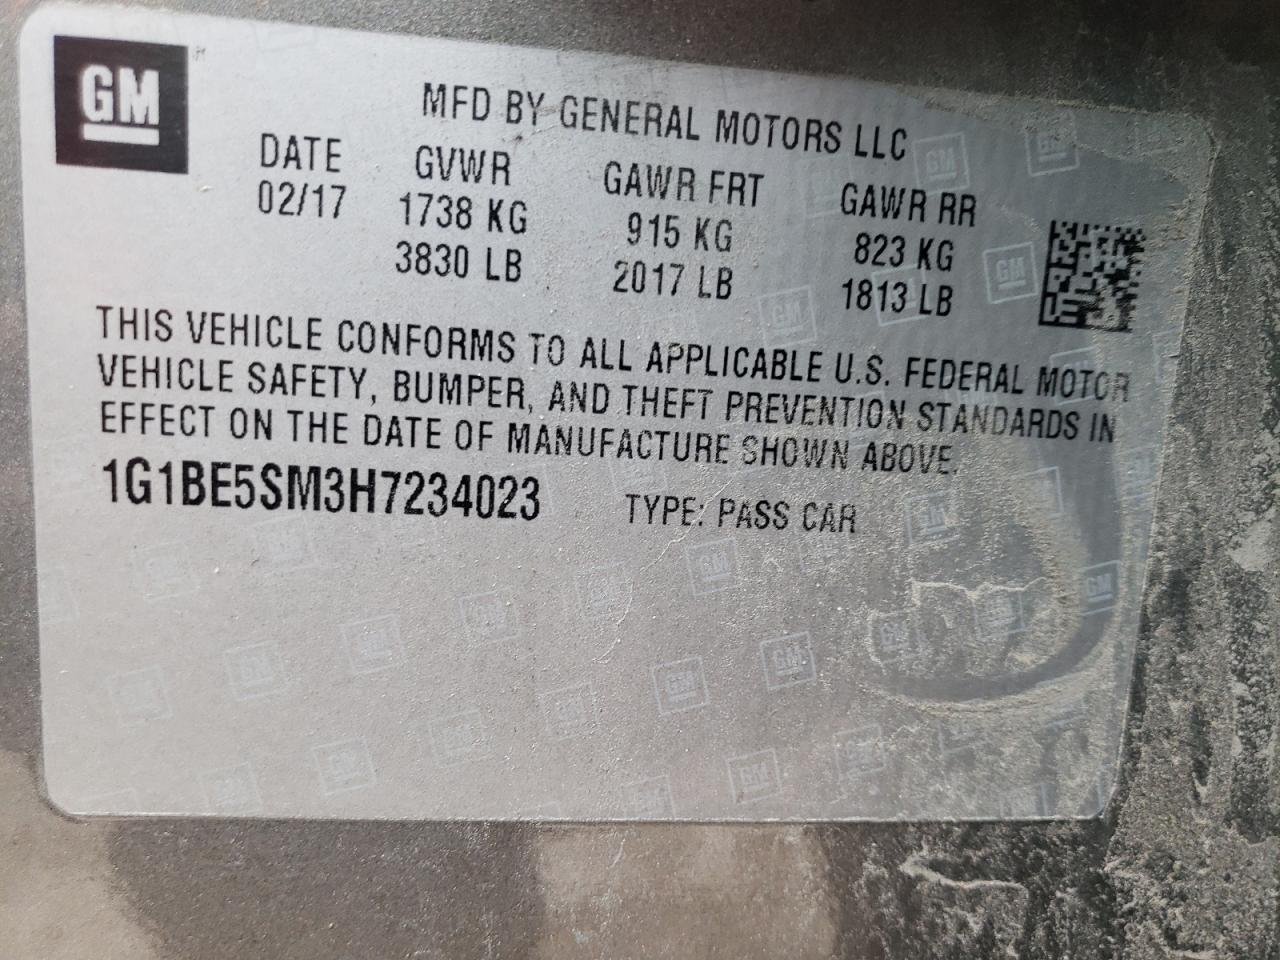 GM
MFD BY GENERAL MOTORS LLC
DATE GVWR GAWR FRT GAWR RR
02/17 1738 KG 915 KG 823 KG
3830 LB 2017 LB 1813 LB
THIS VEHICLE CONFORMS TO ALL APPLICABLE U.S. FEDERAL MOTOR
VEHICLE SAFETY, BUMPER, AND THEFT PREVENTION STANDARDS IN
EFFECT ON THE DATE OF MANUFACTURE SHOWN ABOVE.
1G1BE5SM3H7234023 TYPE: PASS CAR